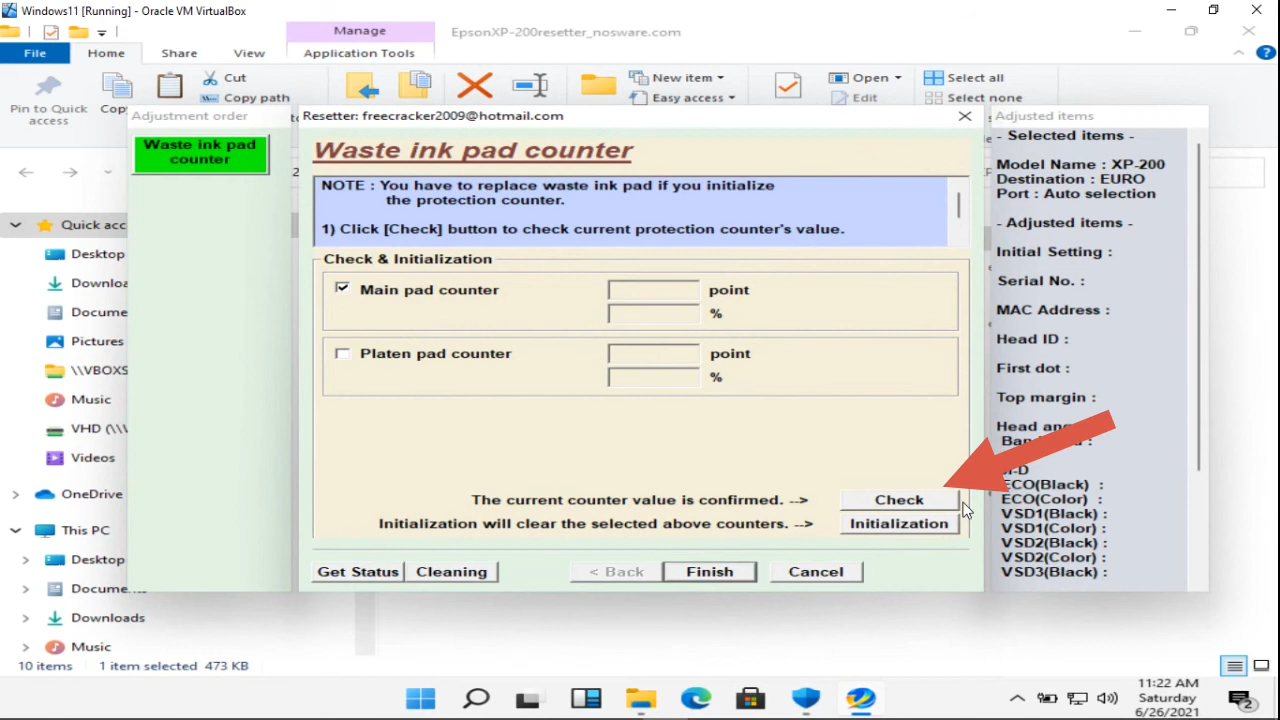 Windows11 [Running] - Oracle VM VirtualBox
Manage
EpsonXP-200resetter_nosware.com
File
Home
Share
View
Application Tools
Pin to Quick
access
Cut
Copy path
New item
Easy access
Open
Edit
Select all
Select none
Adjustment order
Waste ink pad
counter
Quick acc
Desktop
Downloa
Docume
Pictures
\\VBOXS
Music
VHD (\\
Videos
OneDrive
This PC
Desktop
Document
Downloads
Music
10 items
1 item selected 473 KB
Resetter: freecracker2009@hotmail.com
Waste ink pad counter
NOTE : You have to replace waste ink pad if you initialize
the protection counter.
1) Click [Check] button to check current protection counter's value.
Check & Initialization
Main pad counter
point
%
Platen pad counter
point
%
The current counter value is confirmed. -->
Check
Initialization will clear the selected above counters. -->
Initialization
Get Status
Cleaning
< Back
Finish
Cancel
Adjusted items
- Selected items -
Model Name : XP-200
Destination : EURO
Port : Auto selection
- Adjusted items -
Initial Setting :
Serial No. :
MAC Address :
Head ID :
First dot :
Top margin :
Head ang
ECO(Black) :
ECO(Color) :
VSD1(Black) :
VSD1(Color) :
VSD2(Black) :
VSD2(Color) :
VSD3(Black) :
11:22 AM
Saturday
6/26/2021
2